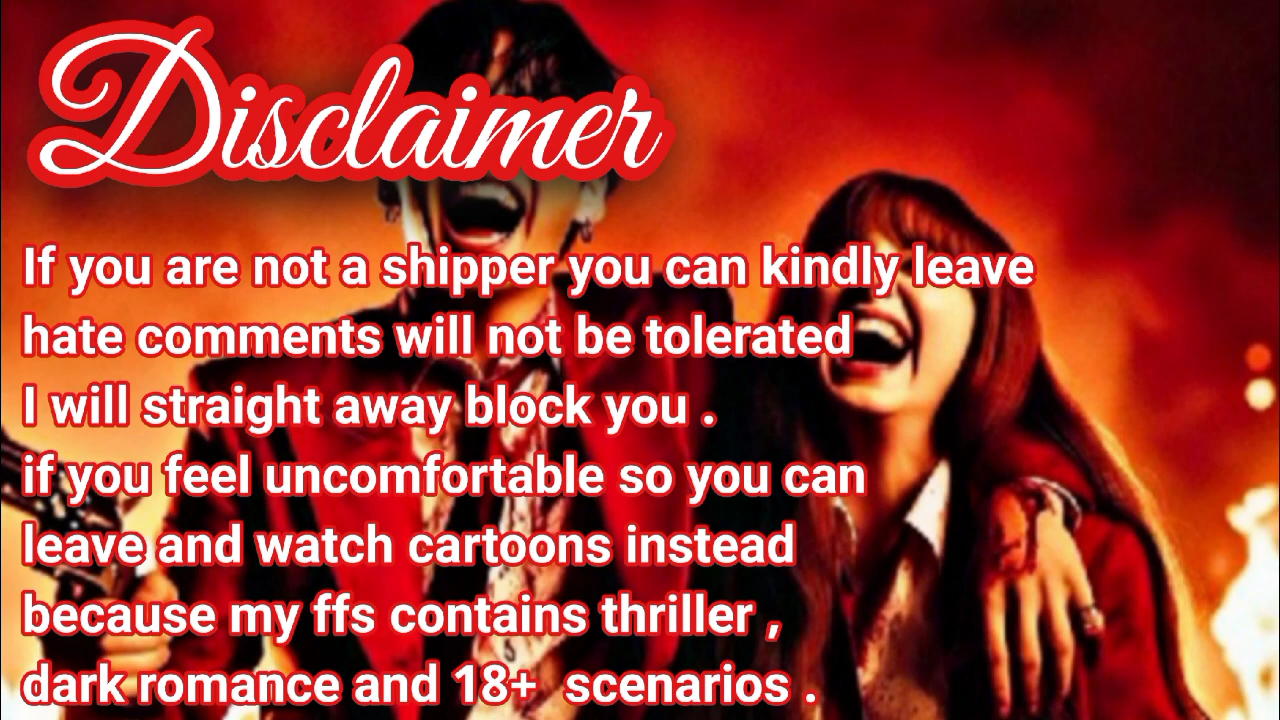 Disclaimer
If you are not a shipper you can kindly leave
hate comments will not be tolerated
I will straight away block you .
if you feel uncomfortable so you can
leave and watch cartoons instead
because my ffs contains thriller ,
dark romance and 18+ scenarios .